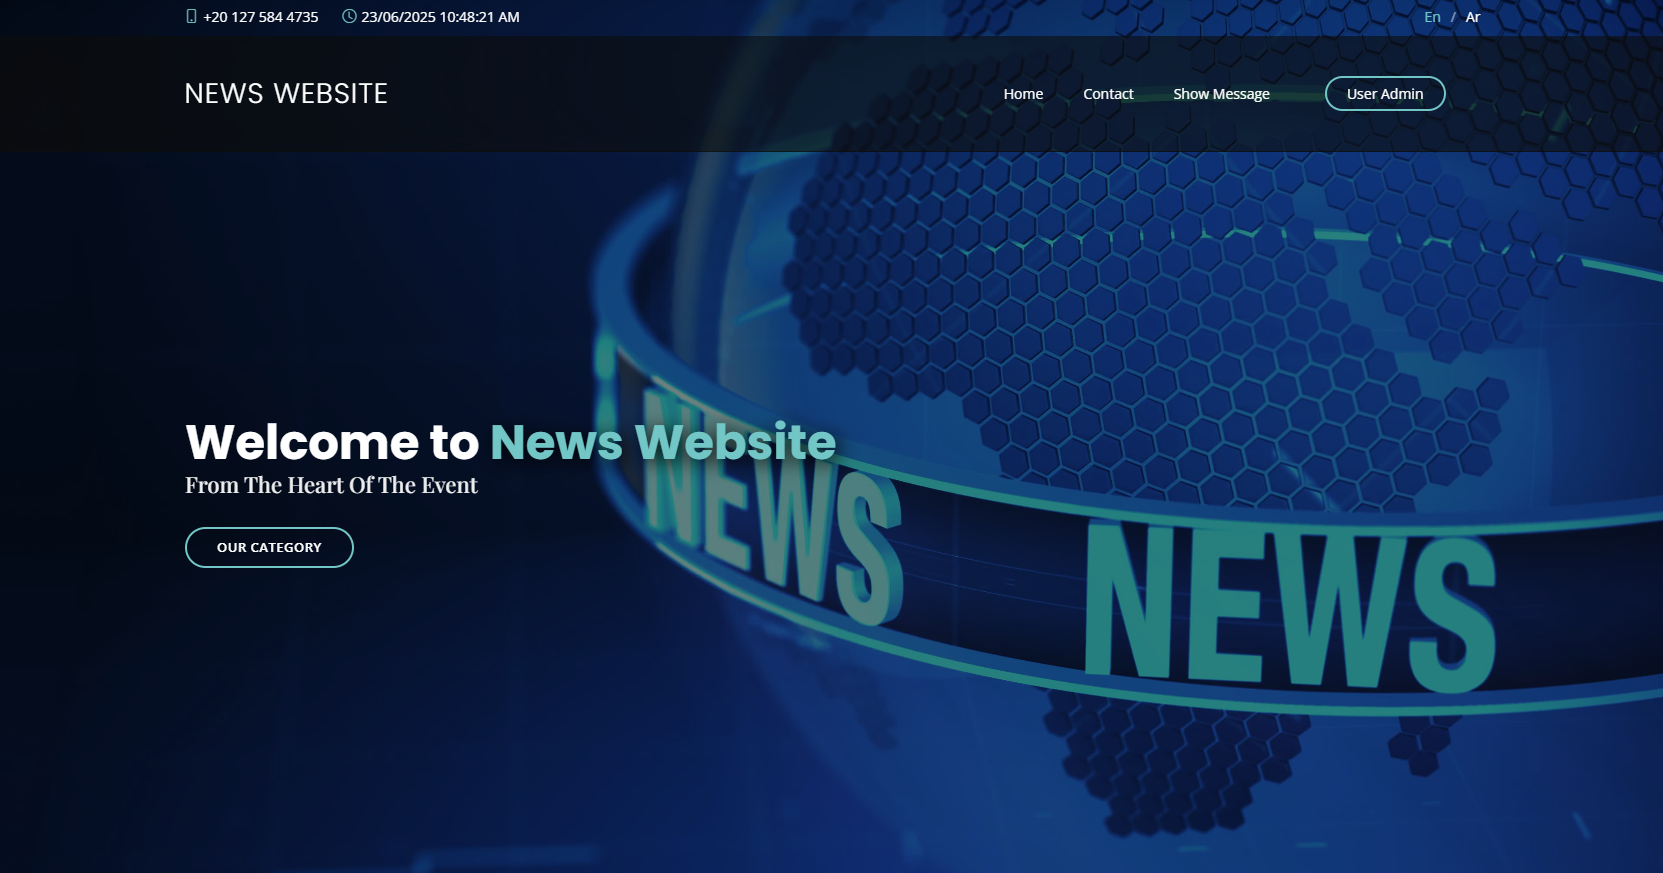 +20 127 584 4735 23/06/2025 10:48:21 AM En / Ar
NEWS WEBSITE Home Contact Show Message User Admin
Welcome to News Website
From The Heart Of The Event
OUR CATEGORY
NEWS
NEWS